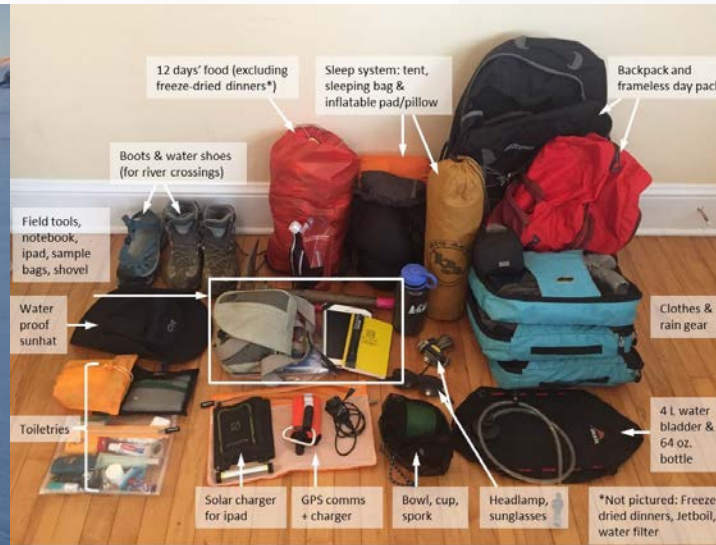 12 days' food (excluding
freeze-dried dinners*)
Sleep system: tent,
sleeping bag &
inflatable pad/pillow
Backpack and
frameless day pack
Boots & water shoes
(for river crossings)
Field tools,
notebook,
ipad, sample
bags, shovel
Water
proof
sunhat
Clothes &
rain gear
Toiletries
4 L water
bladder &
64 oz.
bottle
Solar charger
for ipad
GPS comms
+ charger
Bowl, cup,
spork
Headlamp,
sunglasses
*Not pictured: Freeze
dried dinners, Jetboil,
water filter